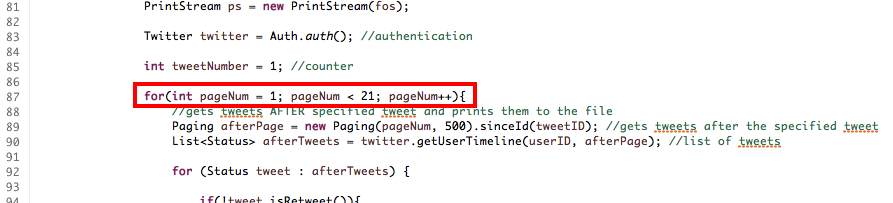 81 PrintStream ps = new PrintStream(fos);
82
83 Twitter twitter = Auth.auth(); //authentication
84
85 int tweetNumber = 1; //counter
86
87 for(int pageNum = 1; pageNum < 21; pageNum++){
88 //gets tweets AFTER specified tweet and prints them to the file
89 Paging afterPage = new Paging(pageNum, 500).sinceId(tweetID); //gets tweets after the specified tweet
90 List<Status> afterTweets = twitter.getUserTimeline(userID, afterPage); //list of tweets
91
92 for (Status tweet : afterTweets) {
93
94 if(!tweet.isRetweet()){